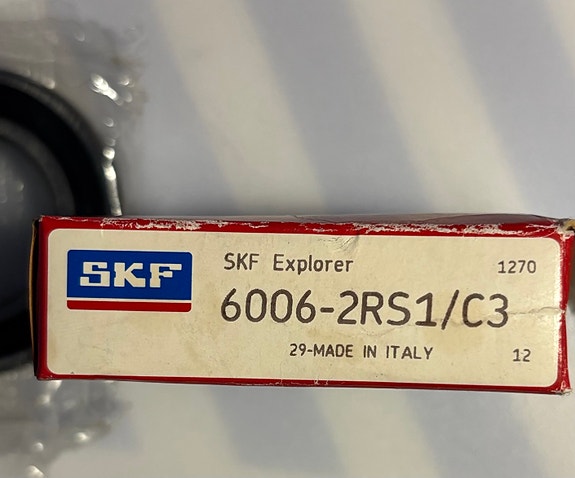 SKF
SKF Explorer 1270
6006-2RS1/C3
29-MADE IN ITALY 12